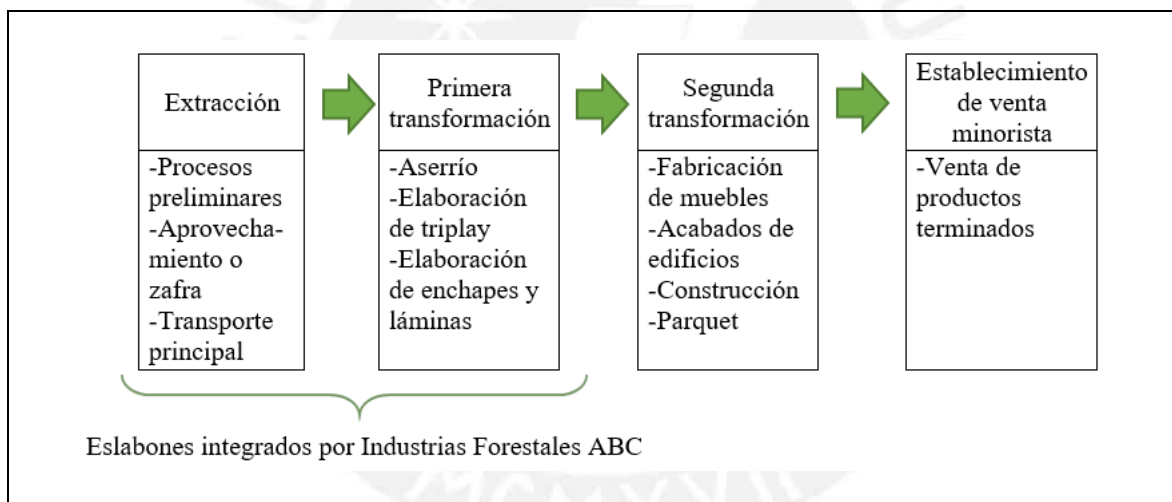 Extracción
-Procesos
preliminares
-Aprovecha-
miento o
zafra
-Transporte
principal
Primera
transformación
-Aserrío
-Elaboración
de triplay
-Elaboración
de enchapes y
láminas
Segunda
transformación
-Fabricación
de muebles
-Acabados de
edificios
-Construcción
-Parquet
Establecimiento
de venta
minorista
-Venta de
productos
terminados
Eslabones integrados por Industrias Forestales ABC